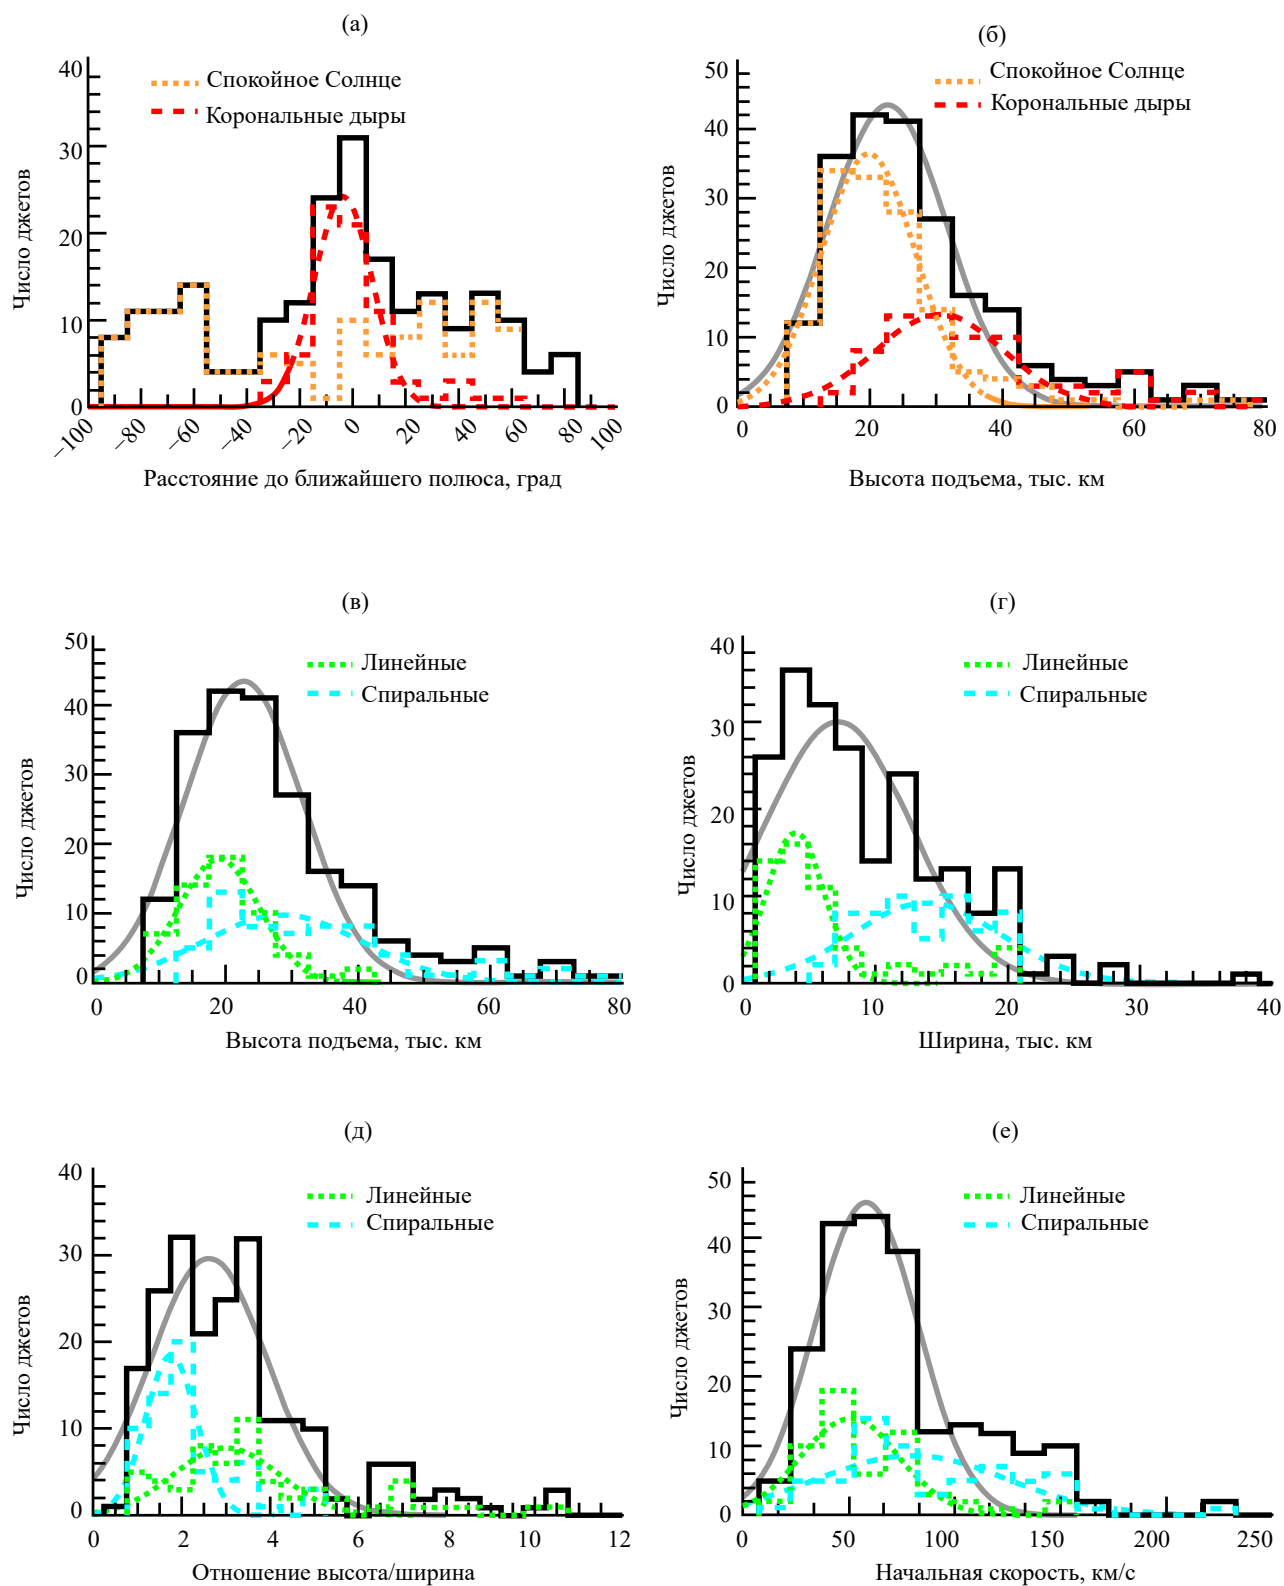 (а)
40
30
20
10
0
Число джетов
Спокойное Солнце
Корональные дыры
−100
−80
−60
−40
−20
0
20
40
60
80
100
Расстояние до ближайшего полюса, град
(б)
50
40
30
20
10
0
Число джетов
Спокойное Солнце
Корональные дыры
0 20 40 60 80
Высота подъема, тыс. км
(в)
50
40
30
20
10
0
Число джетов
Линейные
Спиральные
0 20 40 60 80
Высота подъема, тыс. км
(г)
40
30
20
10
0
Число джетов
Линейные
Спиральные
0 10 20 30 40
Ширина, тыс. км
(д)
40
30
20
10
0
Число джетов
Линейные
Спиральные
0 2 4 6 8 10 12
Отношение высота/ширина
(е)
50
40
30
20
10
0
Число джетов
Линейные
Спиральные
0 50 100 150 200 250
Начальная скорость, км/с